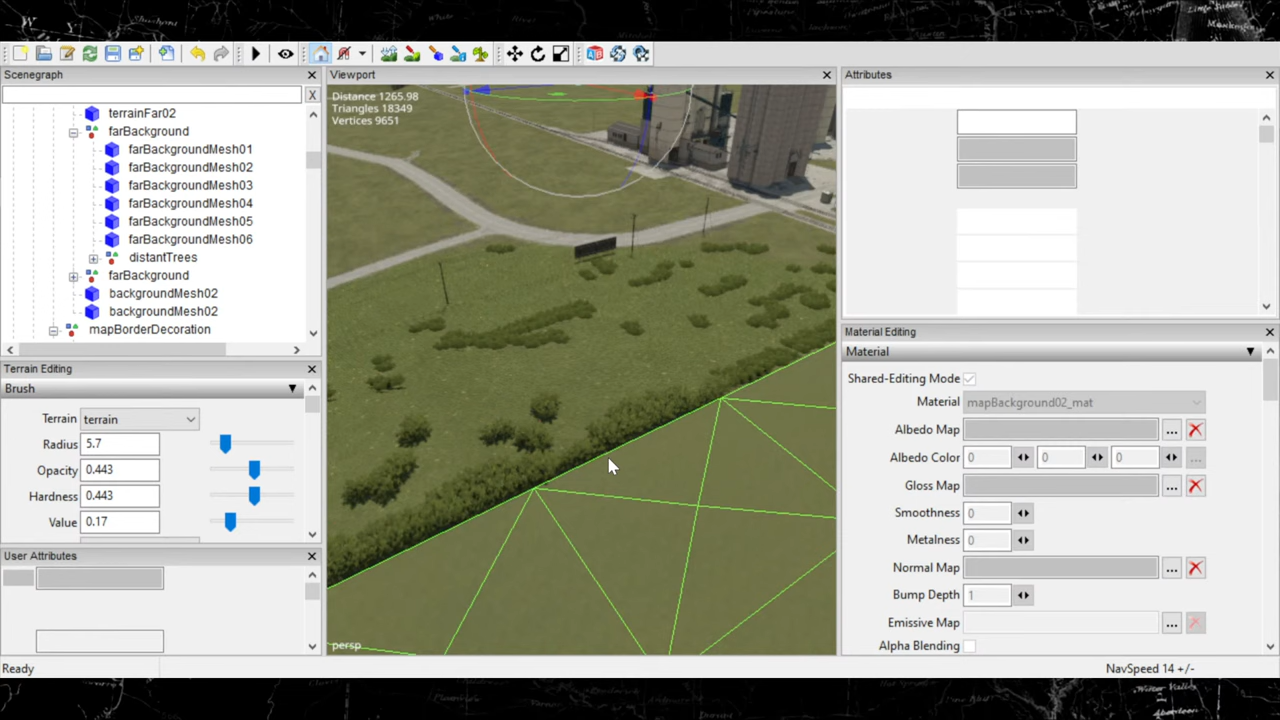 Scenegraph
X
terrainFar02
farBackground
farBackgroundMesh01
farBackgroundMesh02
farBackgroundMesh03
farBackgroundMesh04
farBackgroundMesh05
farBackgroundMesh06
distantTrees
farBackground
backgroundMesh02
backgroundMesh02
mapBorderDecoration
Terrain Editing
Brush
Terrain terrain
Radius 5.7
Opacity 0.443
Hardness 0.443
Value 0.17
User Attributes
Ready
Viewport
Distance 1265.98
Triangles 18349
Vertices 9651
persp
Attributes
Material Editing
Material
Shared-Editing Mode
Material mapBackground02_mat
Albedo Map ...
Albedo Color 0 0 0 ...
Gloss Map ...
Smoothness 0
Metalness 0
Normal Map ...
Bump Depth 1
Emissive Map ...
Alpha Blending
NavSpeed 14 +/-